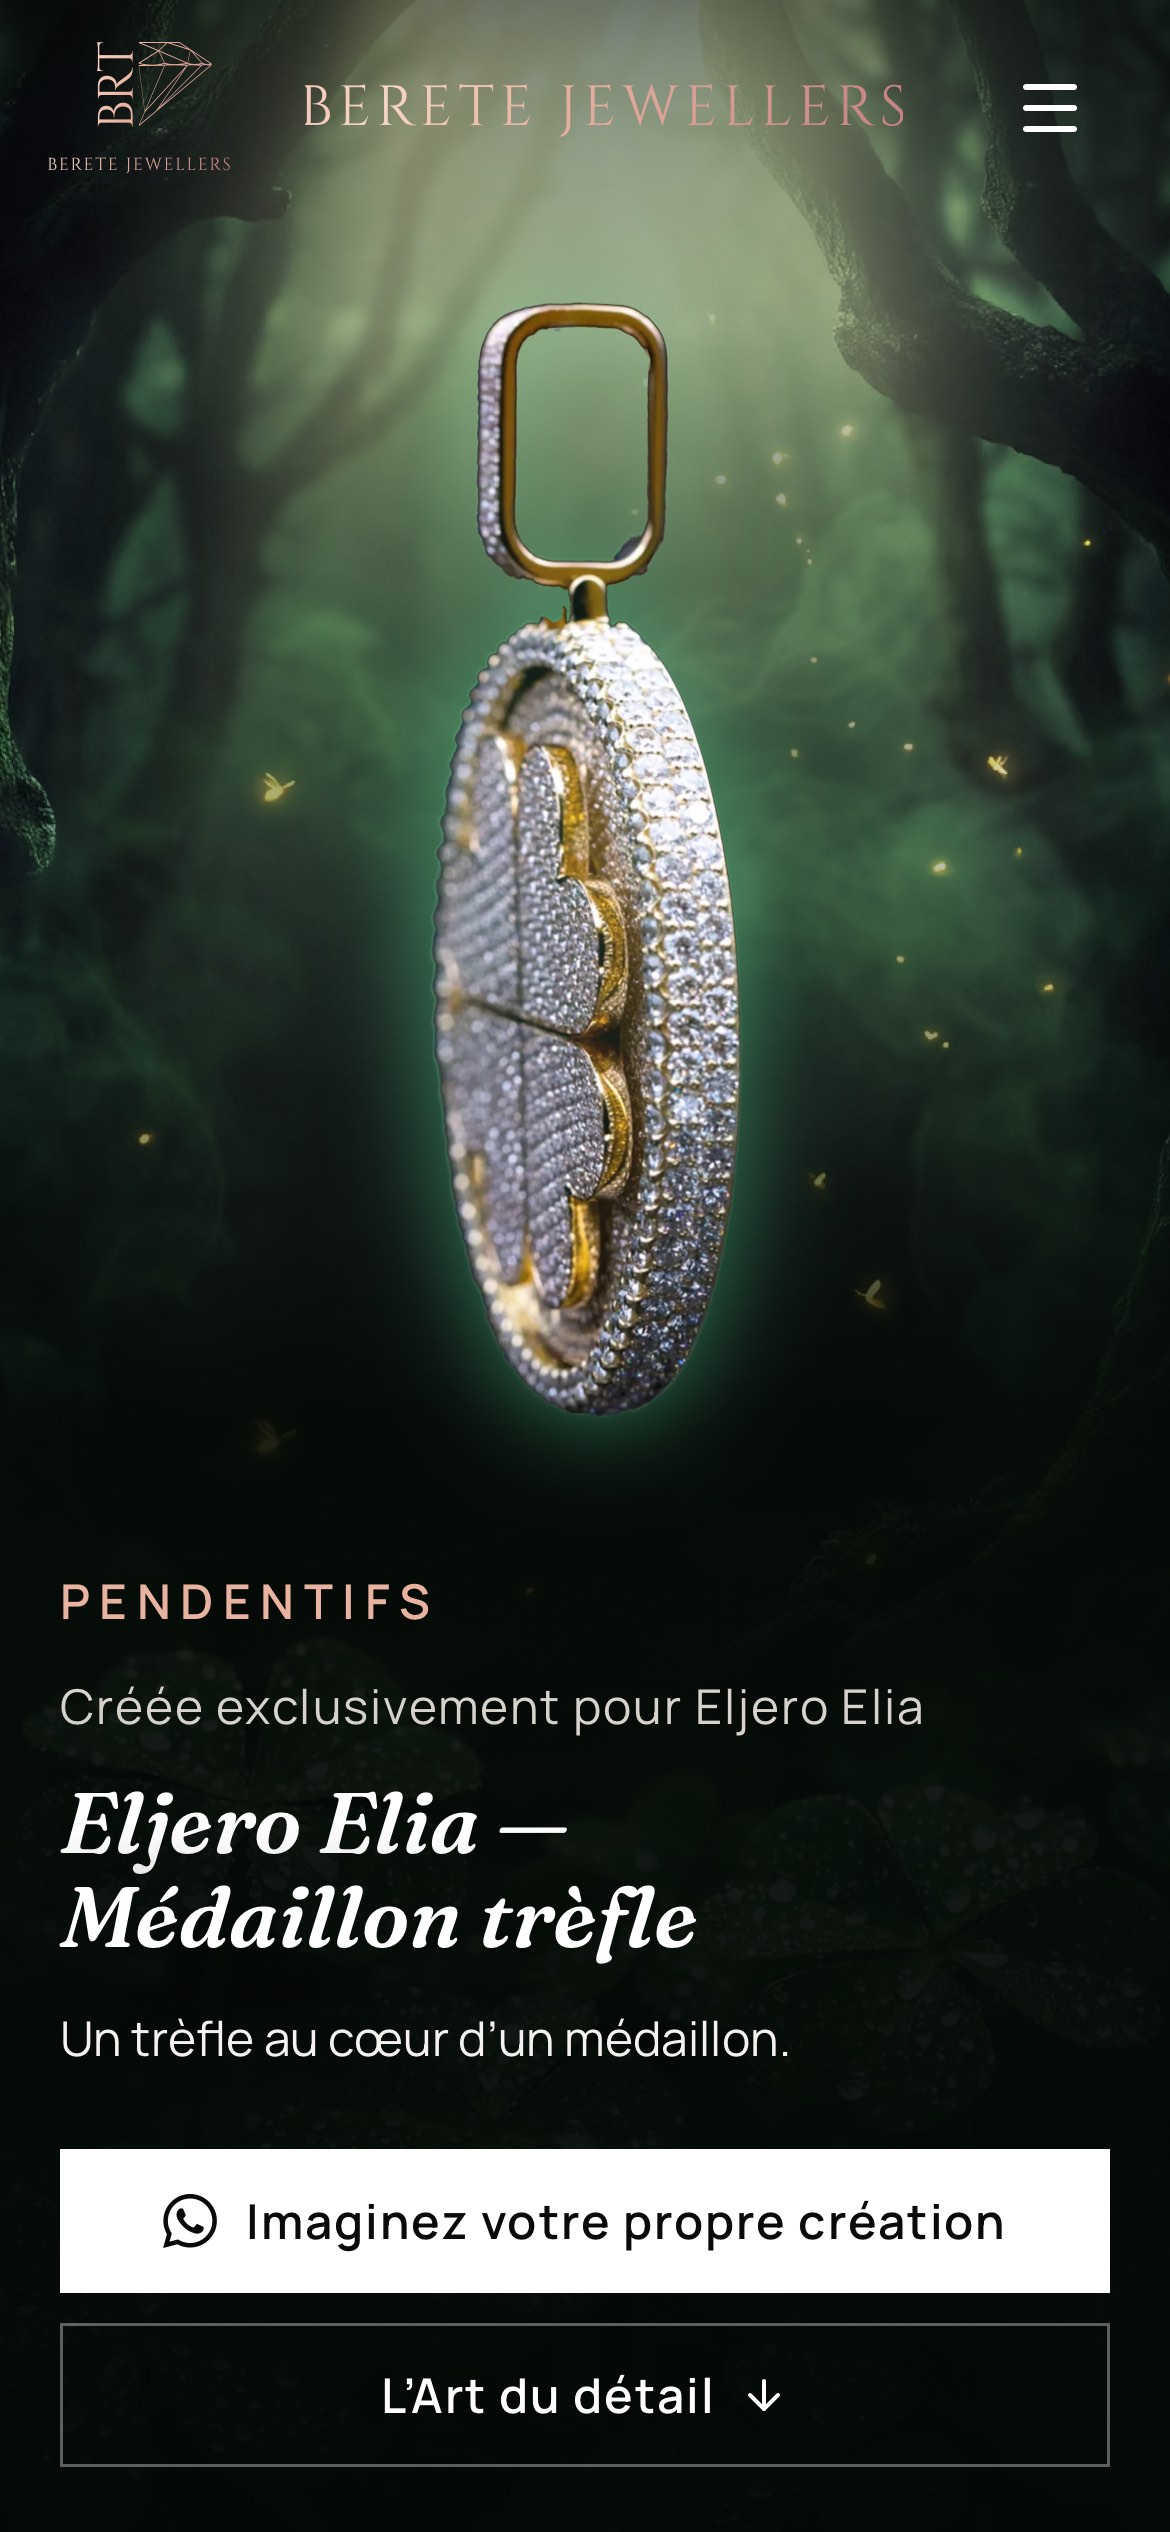 BRT
BERETE JEWELLERS
BERETE JEWELLERS
PENDENTIFS
Créée exclusivement pour Eljero Elia
Eljero Elia —
Médaillon trèfle
Un trèfle au cœur d’un médaillon.
Imaginez votre propre création
L’Art du détail ↓